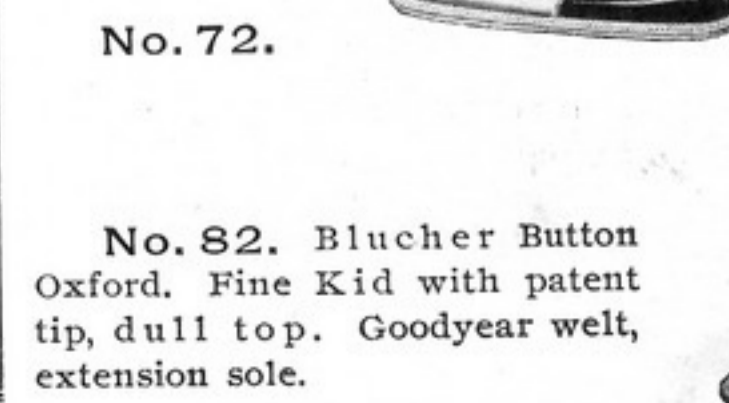 No. 72.
No. 82. Blucher Button
Oxford. Fine Kid with patent
tip, dull top. Goodyear welt,
extension sole.